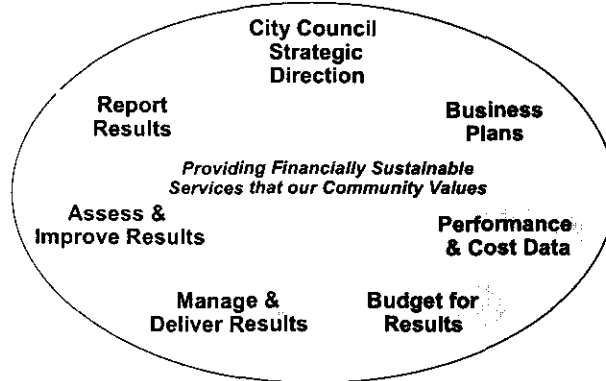 City Council
Strategic
Direction
Report
Results
Business
Plans
Providing Financially Sustainable
Services that our Community Values
Assess &
Improve Results
Performance
& Cost Data
Manage &
Deliver Results
Budget for
Results